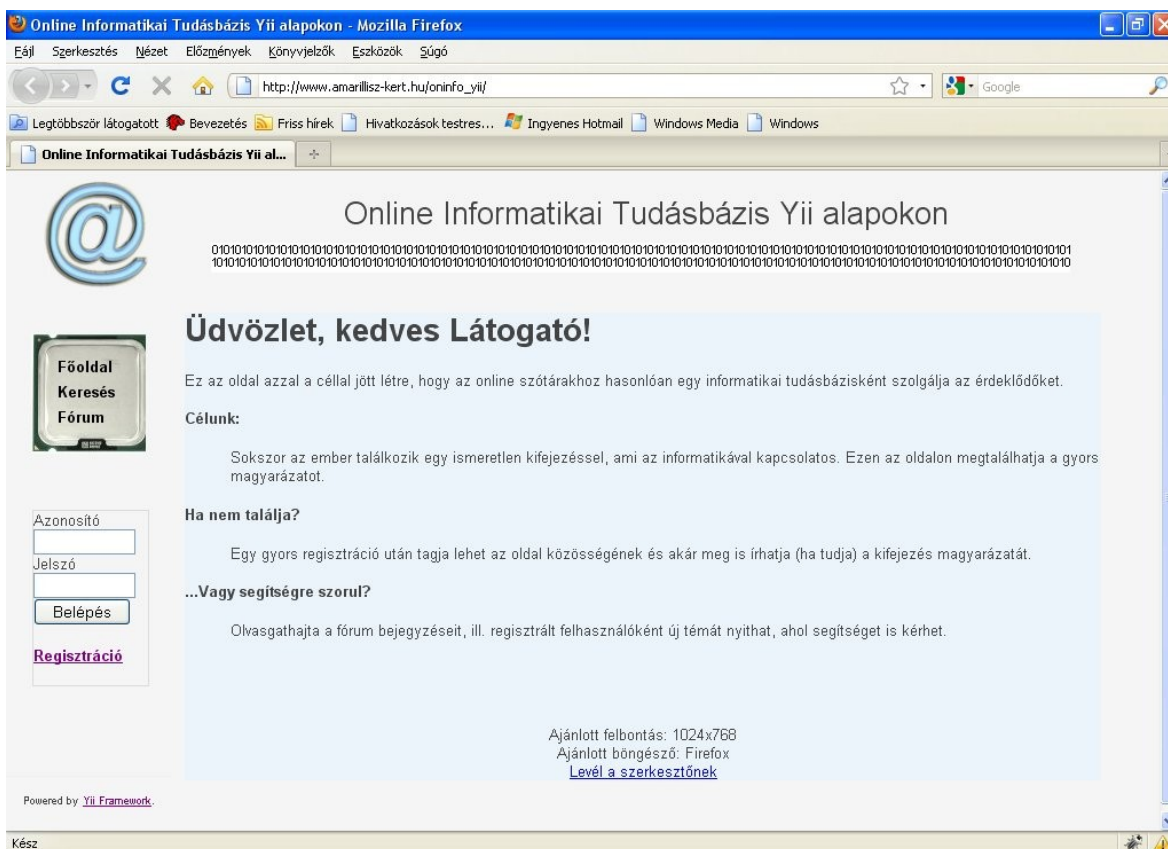 Online Informatikai Tudásbázis Yii alapokon - Mozilla Firefox
Fájl Szerkesztés Nézet Előzmények Könyvjelzők Eszközök Súgó
http://www.amarillisz-kert.hu/oninfo_yii/ Google
Legtöbbször látogatott Bevezetés Friss hírek Hivatkozások testres... Ingyenes Hotmail Windows Media Windows
Online Informatikai Tudásbázis Yii al...
Online Informatikai Tudásbázis Yii alapokon
Főoldal
Keresés
Fórum
Azonosító
Jelszó
Belépés
Regisztráció
Üdvözlet, kedves Látogató!
Ez az oldal azzal a céllal jött létre, hogy az online szótárakhoz hasonlóan egy informatikai tudásbázisként szolgálja az érdeklődőket.
Célunk:
Sokszor az ember találkozik egy ismeretlen kifejezéssel, ami az informatikával kapcsolatos. Ezen az oldalon megtalálhatja a gyors
magyarázatot.
Ha nem találja?
Egy gyors regisztráció után tagja lehet az oldal közösségének és akár meg is írhatja (ha tudja) a kifejezés magyarázatát.
...Vagy segítségre szorul?
Olvasgathajta a fórum bejegyzéseit, ill. regisztrált felhasználóként új témát nyithat, ahol segítséget is kérhet.
Ajánlott felbontás: 1024x768
Ajánlott böngésző: Firefox
Levél a szerkesztőnek
Powered by Yii Framework.
Kész